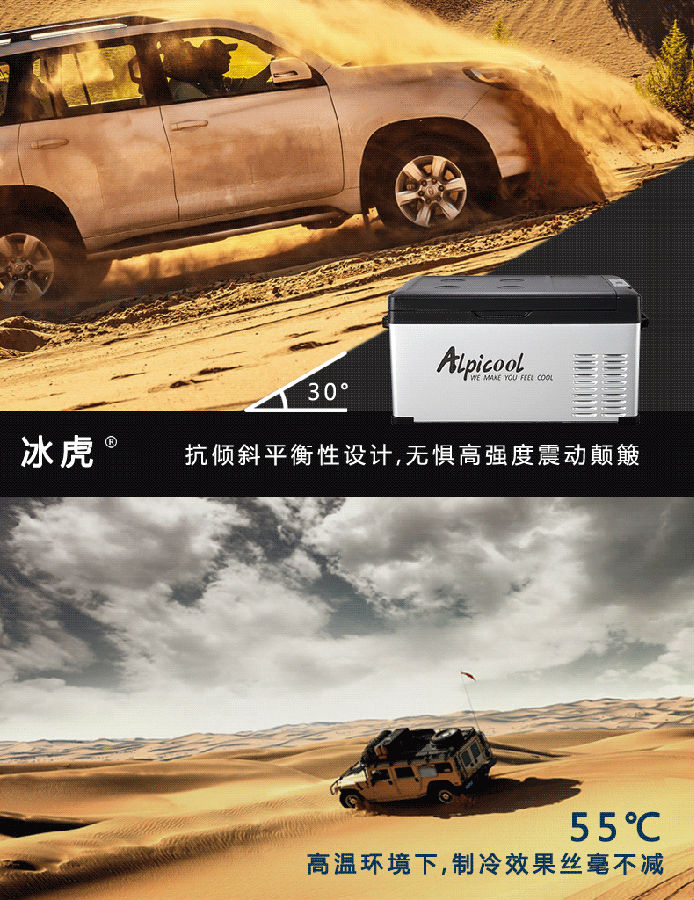 Alpicool
WE MAKE YOU FEEL COOL
30°
冰虎®
抗倾斜平衡性设计,无惧高强度震动颠簸
55℃
高温环境下,制冷效果丝毫不减